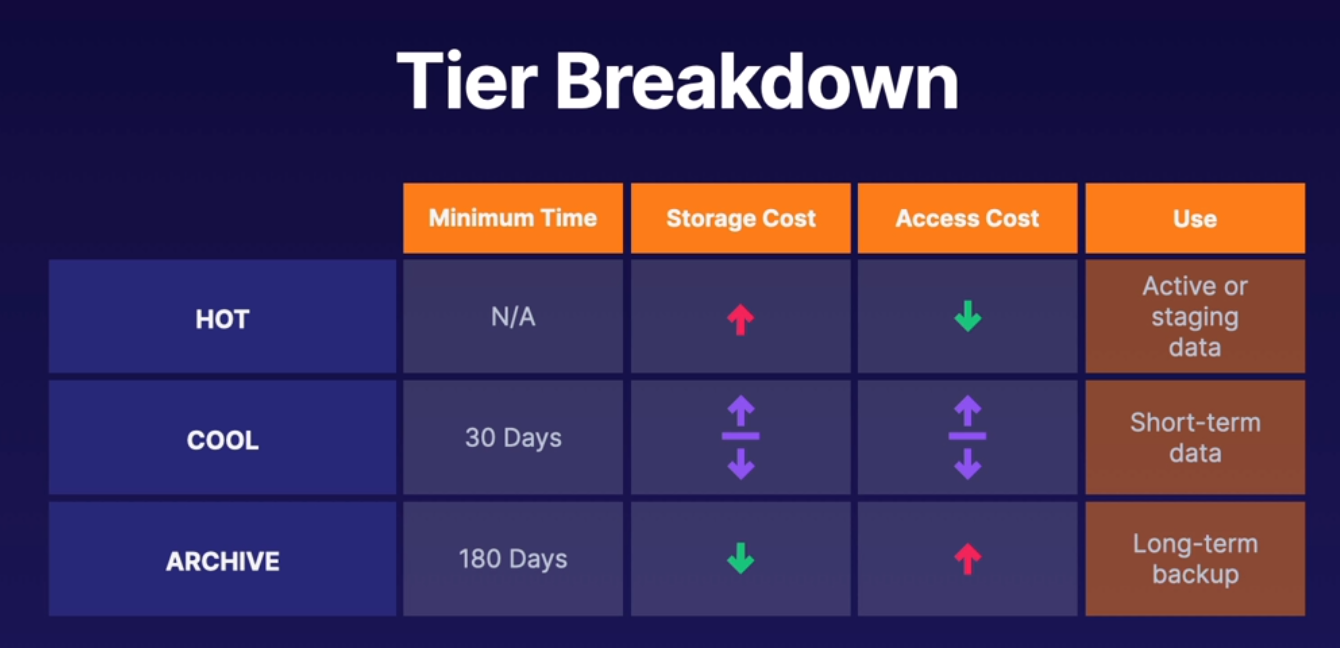 Tier Breakdown
Minimum Time Storage Cost Access Cost Use
HOT N/A Active or
staging
data
COOL 30 Days Short-term
data
ARCHIVE 180 Days Long-term
backup